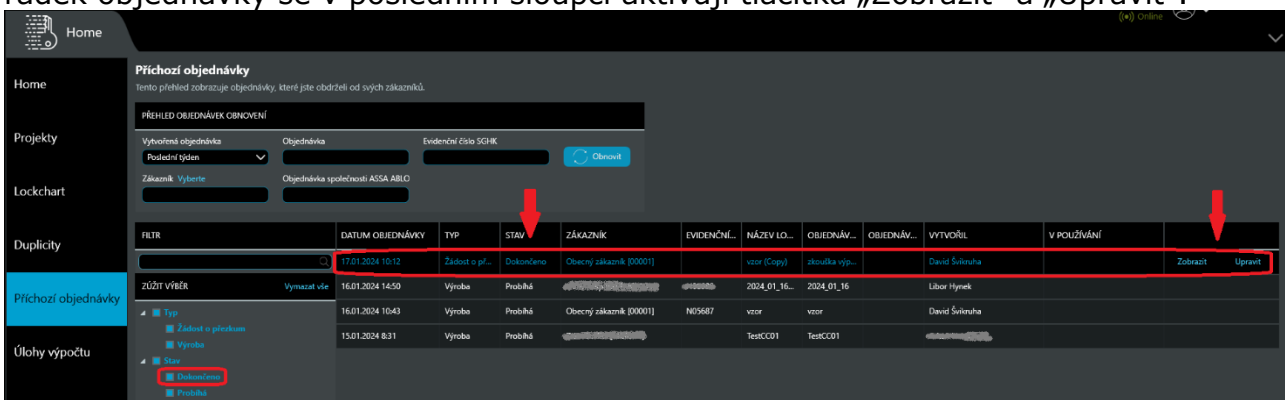 řádek objednávky se v posledním sloupci aktivují tlačítka „Zobrazit“ a „Upravit“.
((•)) Online
Home
Příchozí objednávky
Home
Tento přehled zobrazuje objednávky, které jste obdrželi od svých zákazníků.
PŘEHLED OBJEDNÁVEK OBNOVENÍ
Projekty
Vytvořená objednávka Objednávka Evidenční číslo SGHK
Poslední týden Obnovit
Zákazník Vyberte Objednávka společnosti ASSA ABLO
Lockchart
Duplicity
FILTR DATUM OBJEDNÁVKY TYP STAV ZÁKAZNÍK EVIDENČNÍ... NÁZEV LO... OBJEDNÁV... OBJEDNÁV... VYTVOŘIL V POUŽÍVÁNÍ
17.01.2024 10:12 Žádost o př... Dokončeno Obecný zákazník [00001] vzor (Copy) zkouška výp... David Švikruha Zobrazit Upravit
Příchozí objednávky
ZÚŽIT VÝBĚR Vymazat vše 16.01.2024 14:50 Výroba Probíhá 2024_01_16... 2024_01_16 Libor Hynek
Typ 16.01.2024 10:43 Výroba Probíhá Obecný zákazník [00001] N05687 vzor vzor David Švikruha
Žádost o přezkum
Výroba 15.01.2024 8:31 Výroba Probíhá TestCC01 TestCC01
Úlohy výpočtu
Stav
Dokončeno
Probíhá